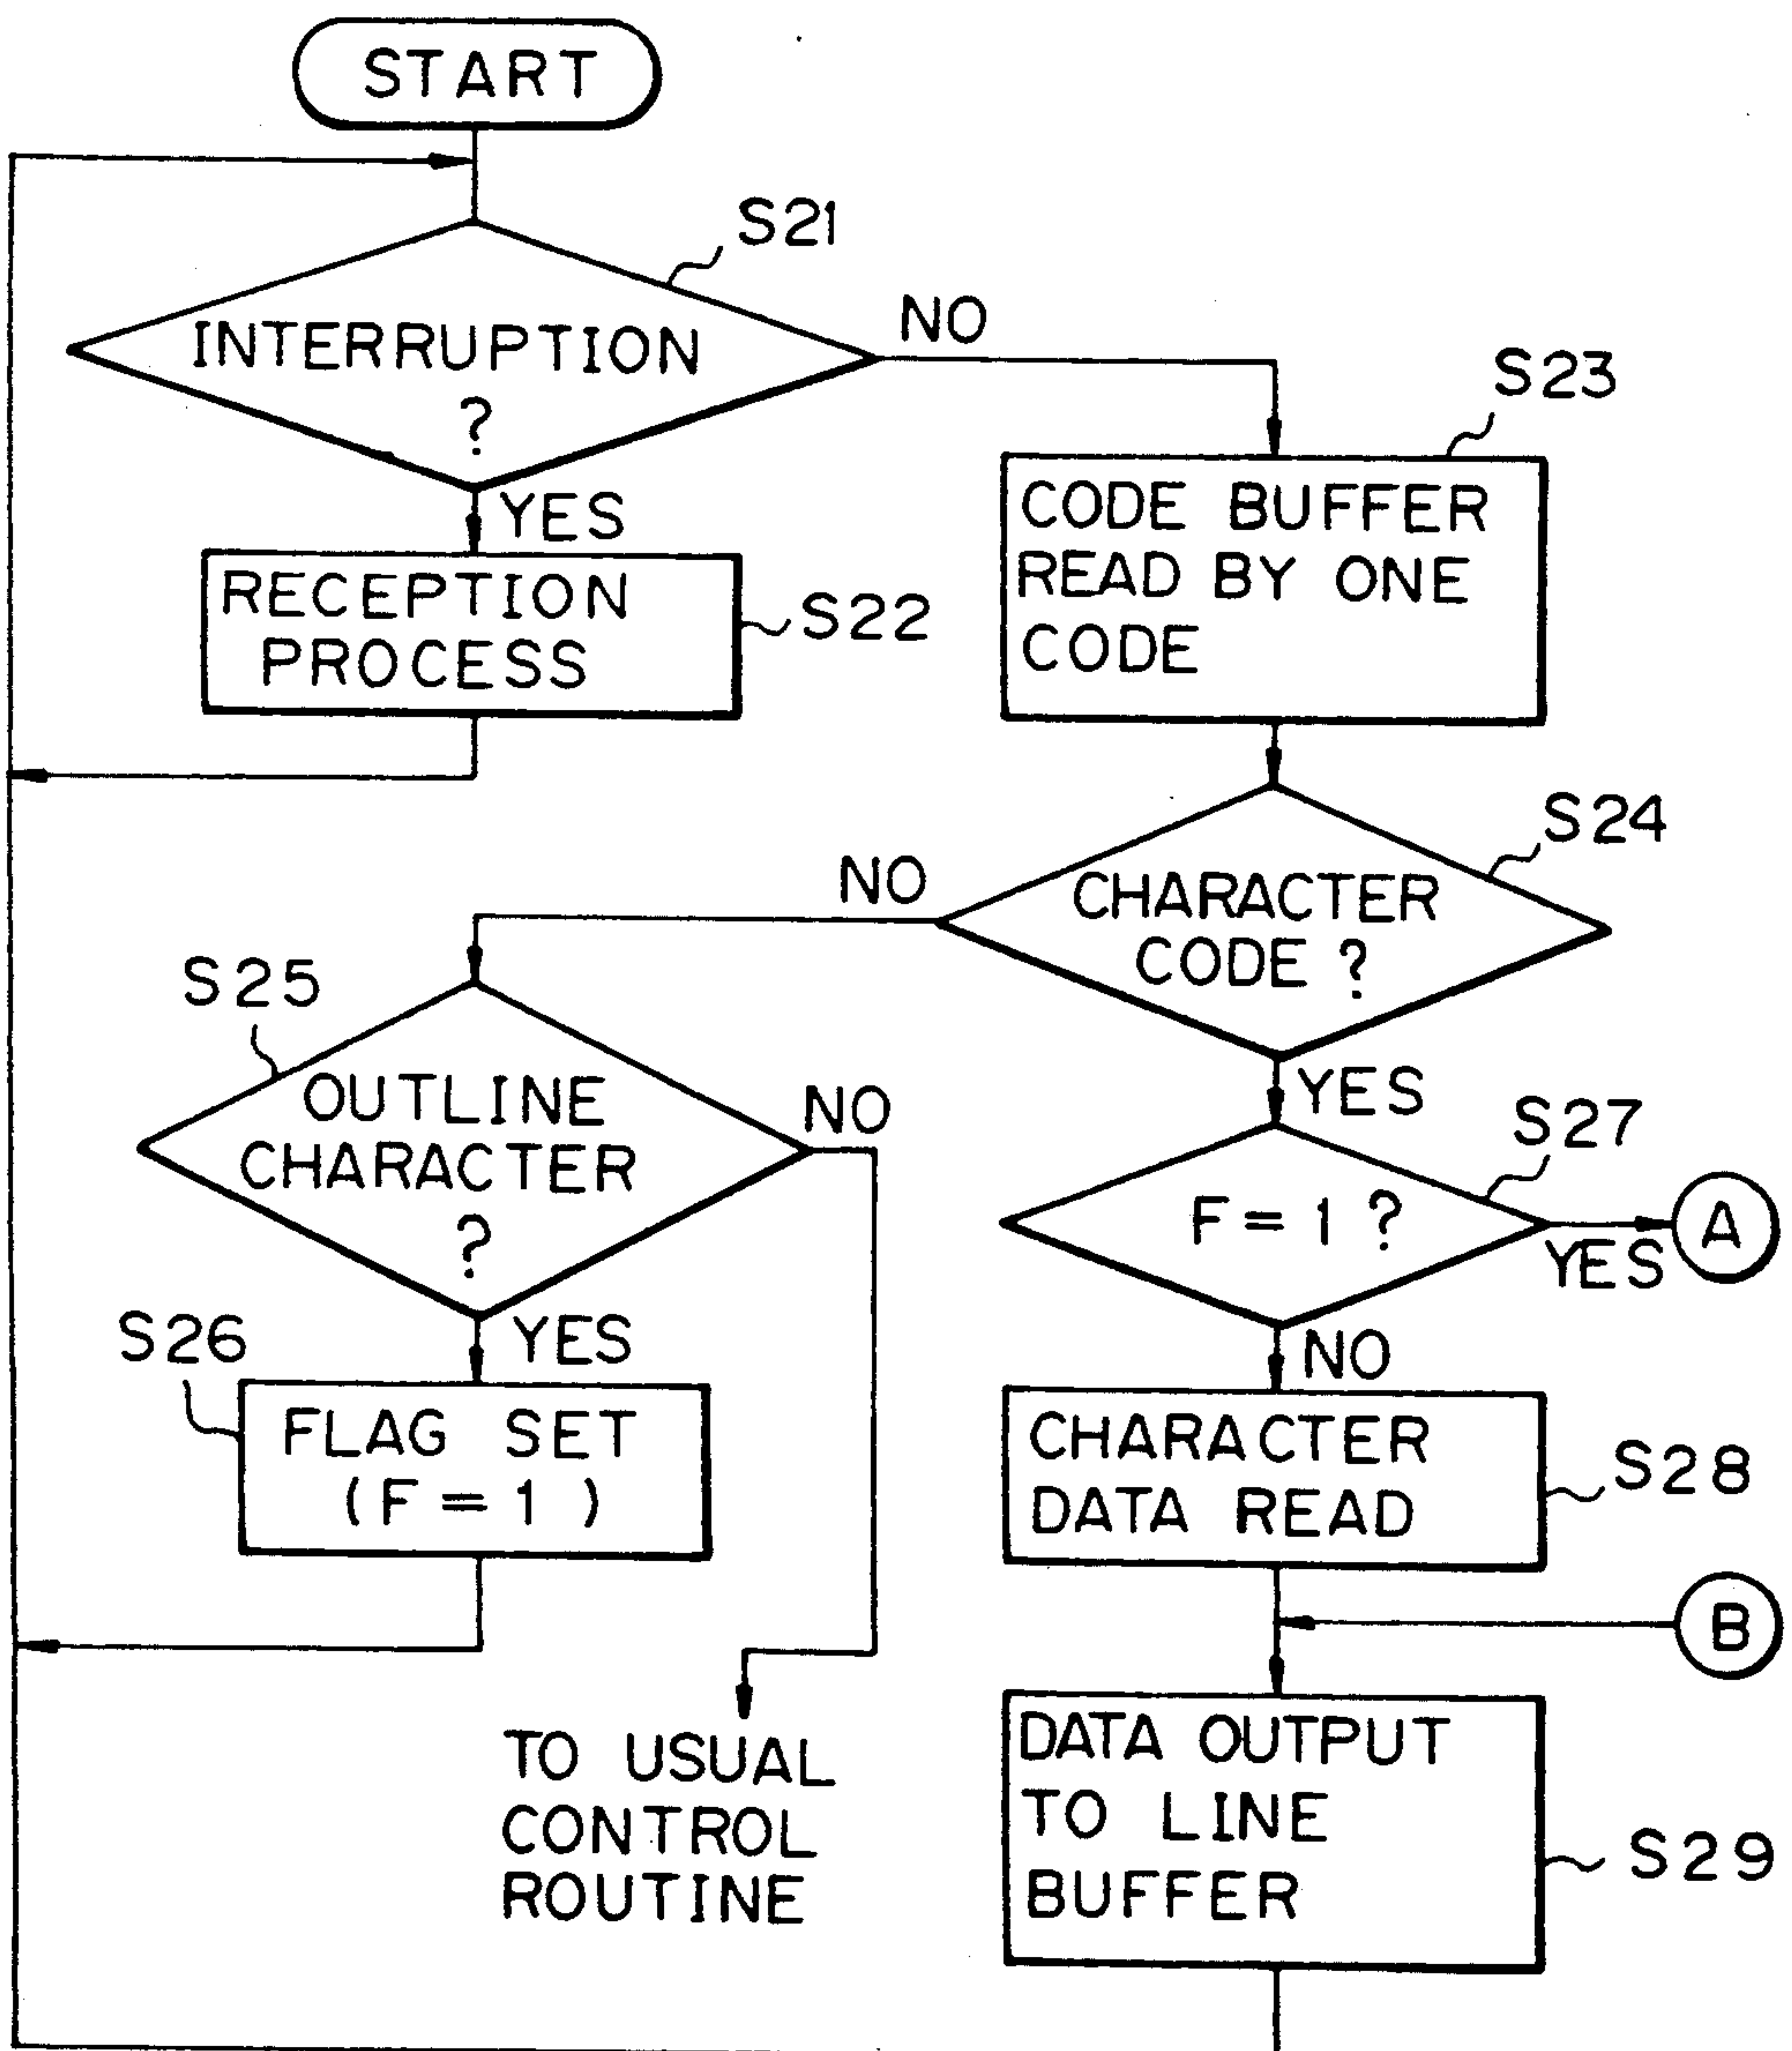 START
S21
INTERRUPTION
?
NO
YES
RECEPTION
PROCESS
S22
S23
CODE BUFFER
READ BY ONE
CODE
S24
CHARACTER
CODE ?
NO
YES
S25
OUTLINE
CHARACTER
?
NO
YES
S26
FLAG SET
(F = 1 )
TO USUAL
CONTROL
ROUTINE
S27
F = 1 ?
YES
A
NO
CHARACTER
DATA READ
S28
B
DATA OUTPUT
TO LINE
BUFFER
S29